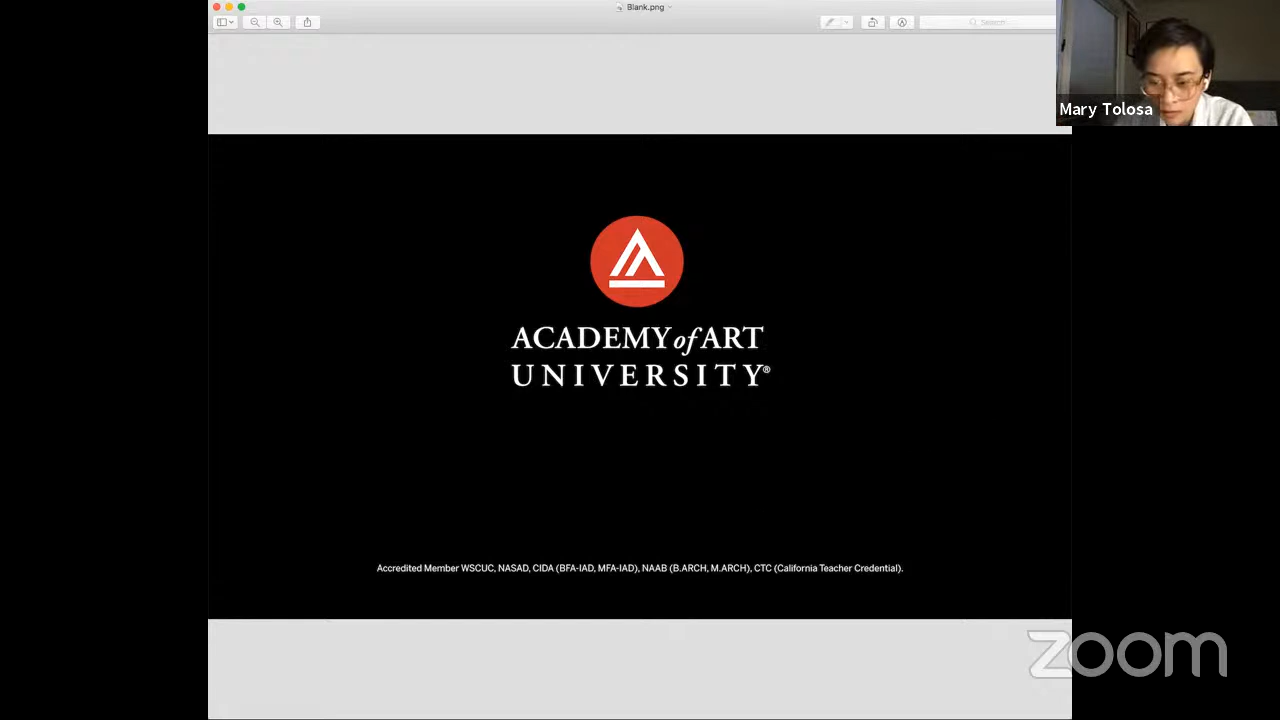 Blank.png
Search
Mary Tolosa
ACADEMY of ART
UNIVERSITY®
Accredited Member WSCUC, NASAD, CIDA (BFA-IAD, MFA-IAD), NAAB (B.ARCH, M.ARCH), CTC (California Teacher Credential).
zoom